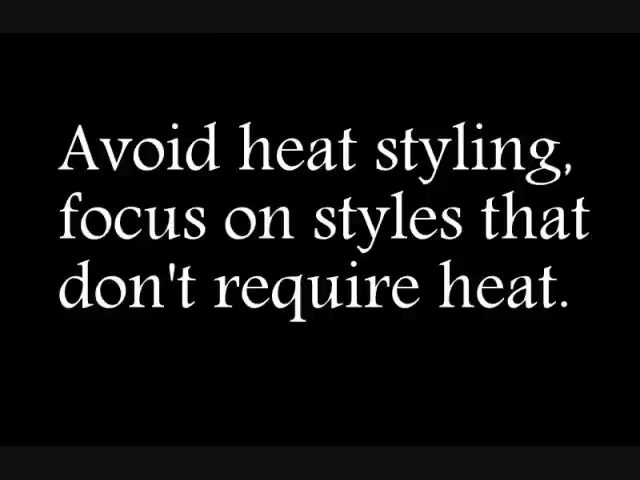 Avoid heat styling,
focus on styles that
don't require heat.